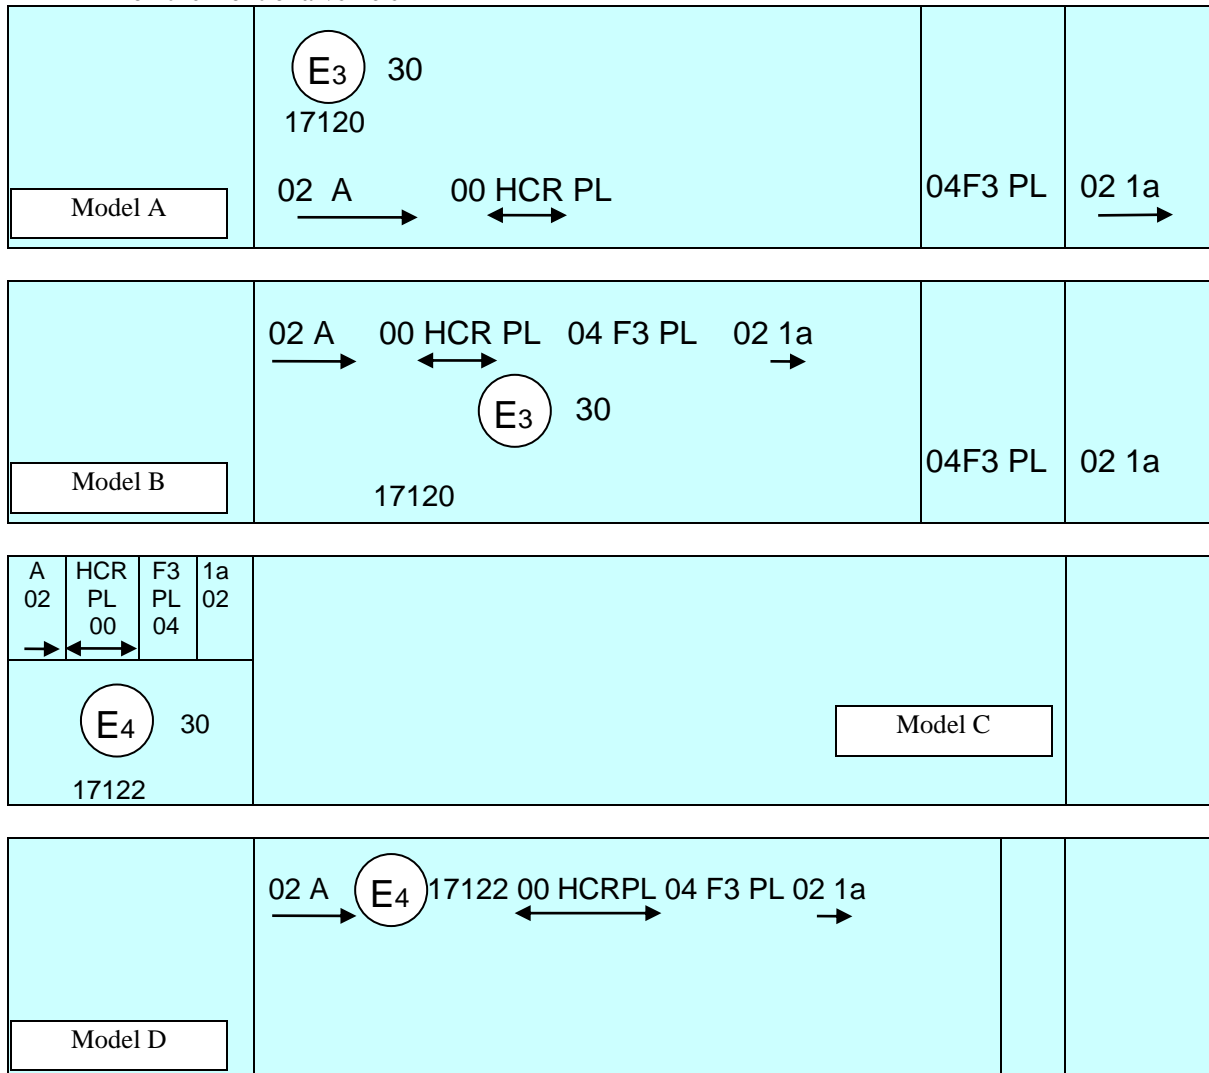 E3 30
17120
02 A 00 HCR PL 04F3 PL 02 1a
Model A
02 A 00 HCR PL 04 F3 PL 02 1a
E3 30
04F3 PL 02 1a
Model B
17120
A HCR F3 1a
02 PL PL 02
00 04
E4 30
Model C
17122
02 A E4 17122 00 HCRPL 04 F3 PL 02 1a
Model D